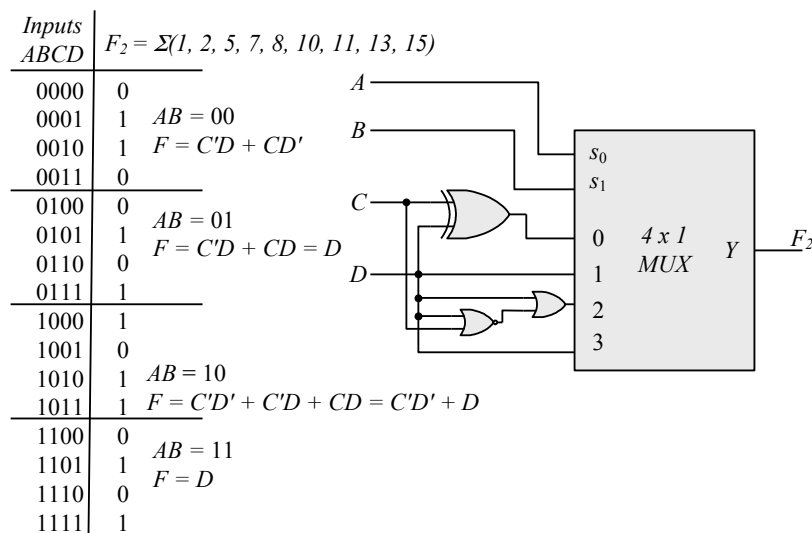 Inputs
ABCD
F₂ = Σ(1, 2, 5, 7, 8, 10, 11, 13, 15)
0000 0
0001 1
0010 1
0011 0
AB = 00
F = C'D + CD'
0100 0
0101 1
0110 0
0111 1
AB = 01
F = C'D + CD = D
1000 1
1001 0
1010 1
1011 1
AB = 10
F = C'D' + C'D + CD = C'D' + D
1100 0
1101 1
1110 0
1111 1
AB = 11
F = D
A
B
C
D
s₀
s₁
0
1
2
3
4 x 1
MUX
Y
F₂